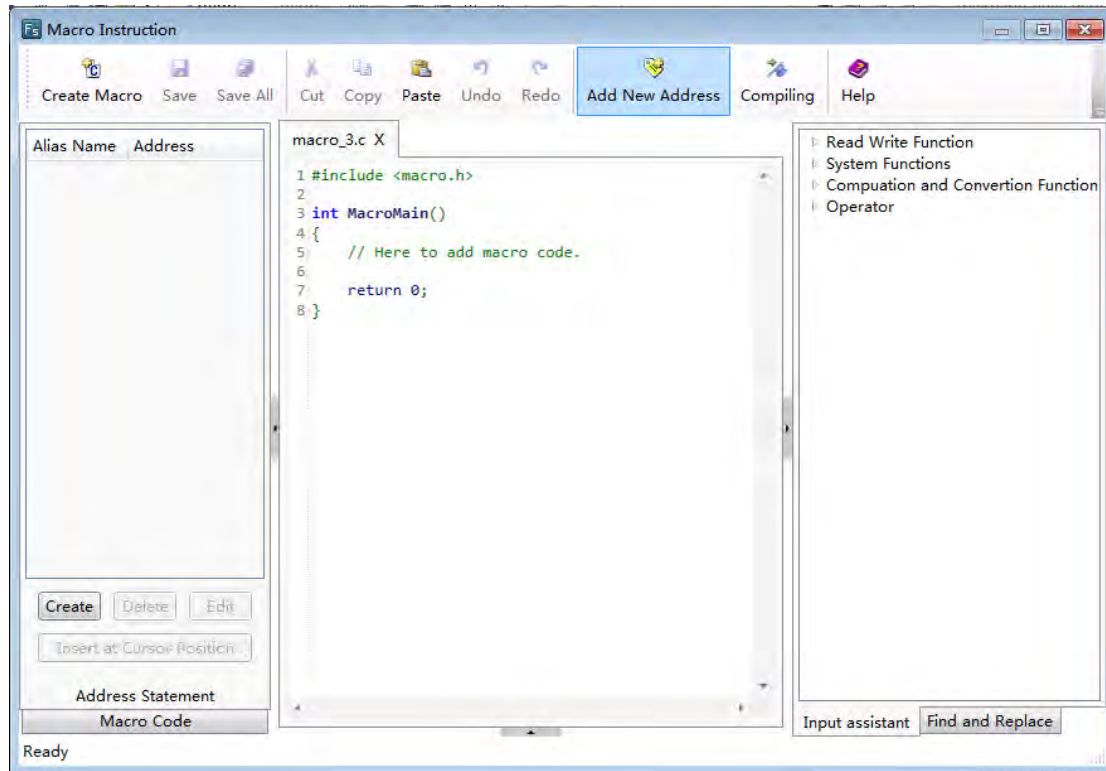 Fs Macro Instruction
Create Macro Save Save All Cut Copy Paste Undo Redo Add New Address Compiling Help
Alias Name Address
macro_3.c X
1 #include <macro.h>
2
3 int MacroMain()
4 {
5 // Here to add macro code.
6
7 return 0;
8 }
Read Write Function
System Functions
Compuation and Convertion Function
Operator
Create Delete Edit
Insert at Cursor Position
Address Statement
Macro Code
Input assistant Find and Replace
Ready